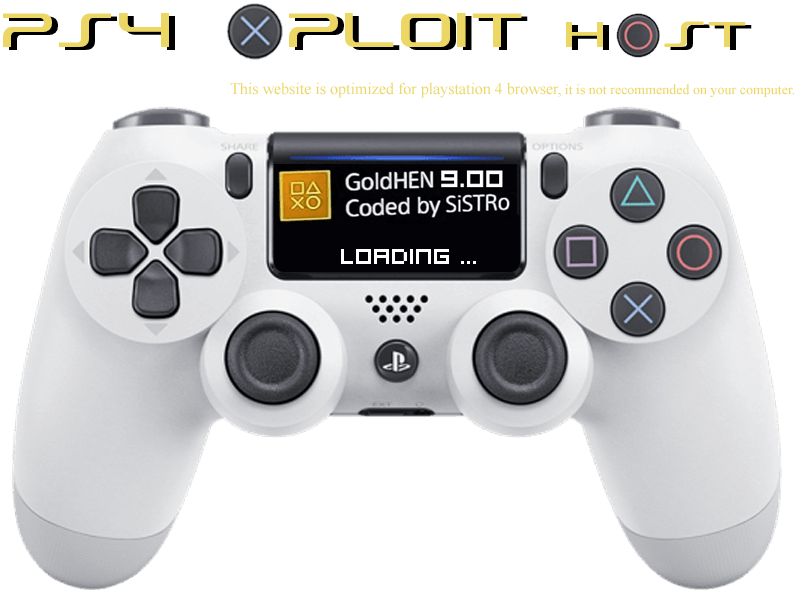 PS4 XPLOIT HOST
This website is optimized for playstation 4 browser, it is not recommended on your computer.
SHARE
OPTIONS
GoldHEN 9.00
Coded by SiSTRo
LOADING ...
EXT